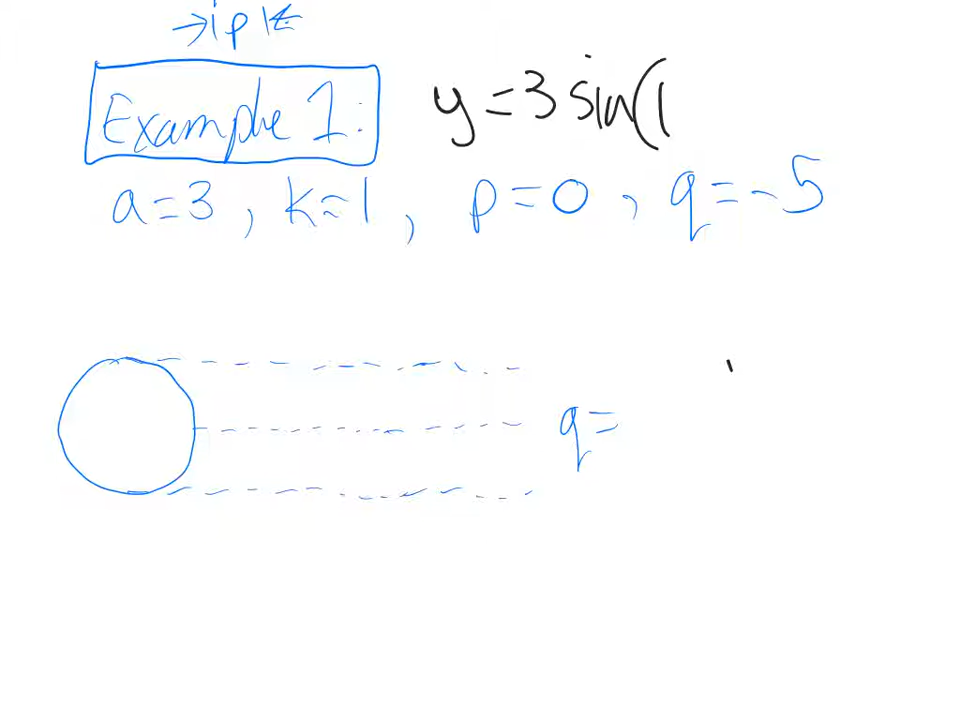 Example 1:
y = 3 sin(1
a = 3, k = 1, p = 0, q = -5
q =